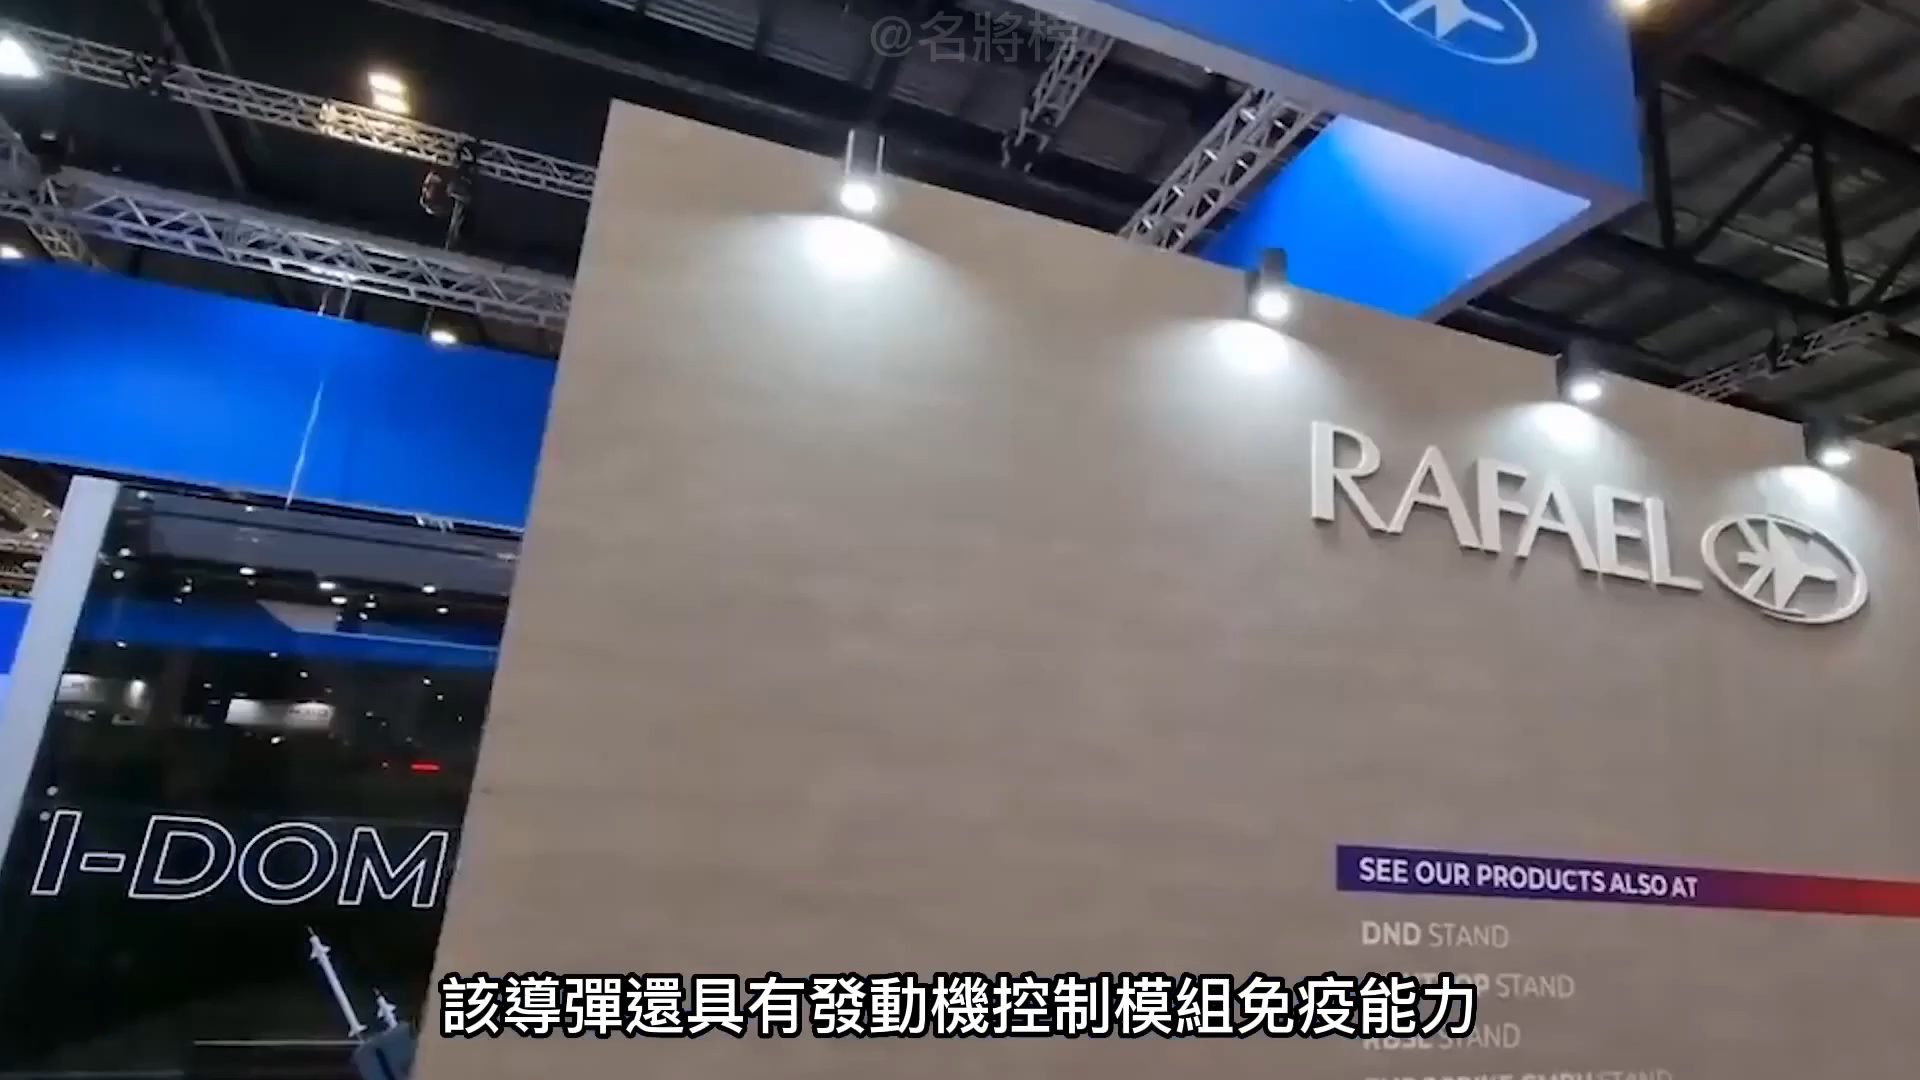 @名將榜
RAFAEL
I-DOM
SEE OUR PRODUCTS ALSO AT
DND STAND
STAND
STAND
該導彈還具有發動機控制模組免疫能力